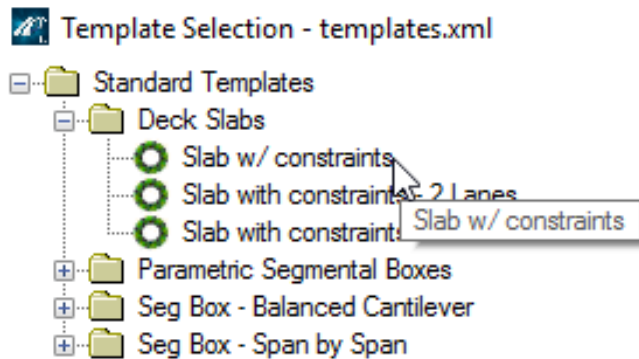 Template Selection - templates.xml
Standard Templates
Deck Slabs
Slab w/ constraints
Slab with constraints - 2 Lanes
Slab with constraints
Slab w/ constraints
Parametric Segmental Boxes
Seg Box - Balanced Cantilever
Seg Box - Span by Span